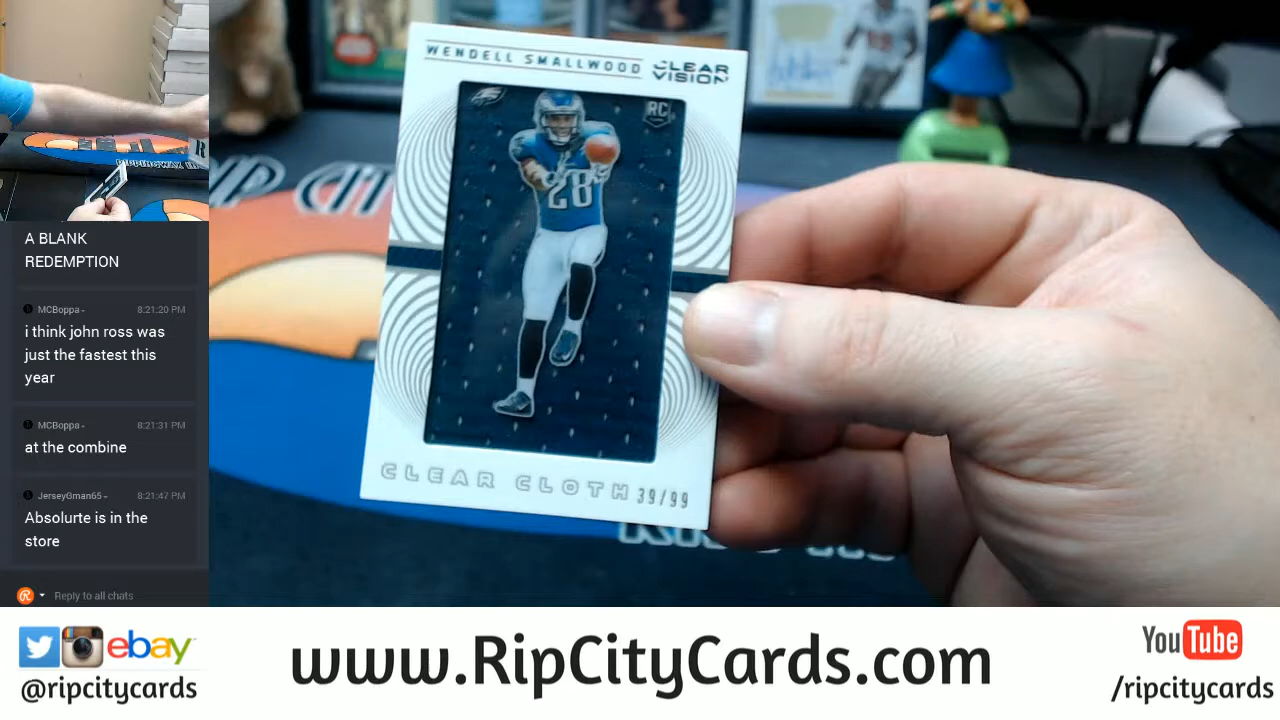 A BLANK
REDEMPTION
MCBoppa 8:21:20 PM
i think john ross was
just the fastest this
year
MCBoppa 8:21:31 PM
at the combine
JerseyGman65 8:21:47 PM
Absolurte is in the
store
Reply to all chats
WENDELL SMALLWOOD
CLEAR
VISION
RC
28
CLEAR CLOTH 39/99
ebay
@ripcitycards
www.RipCityCards.com
YouTube
/ripcitycards